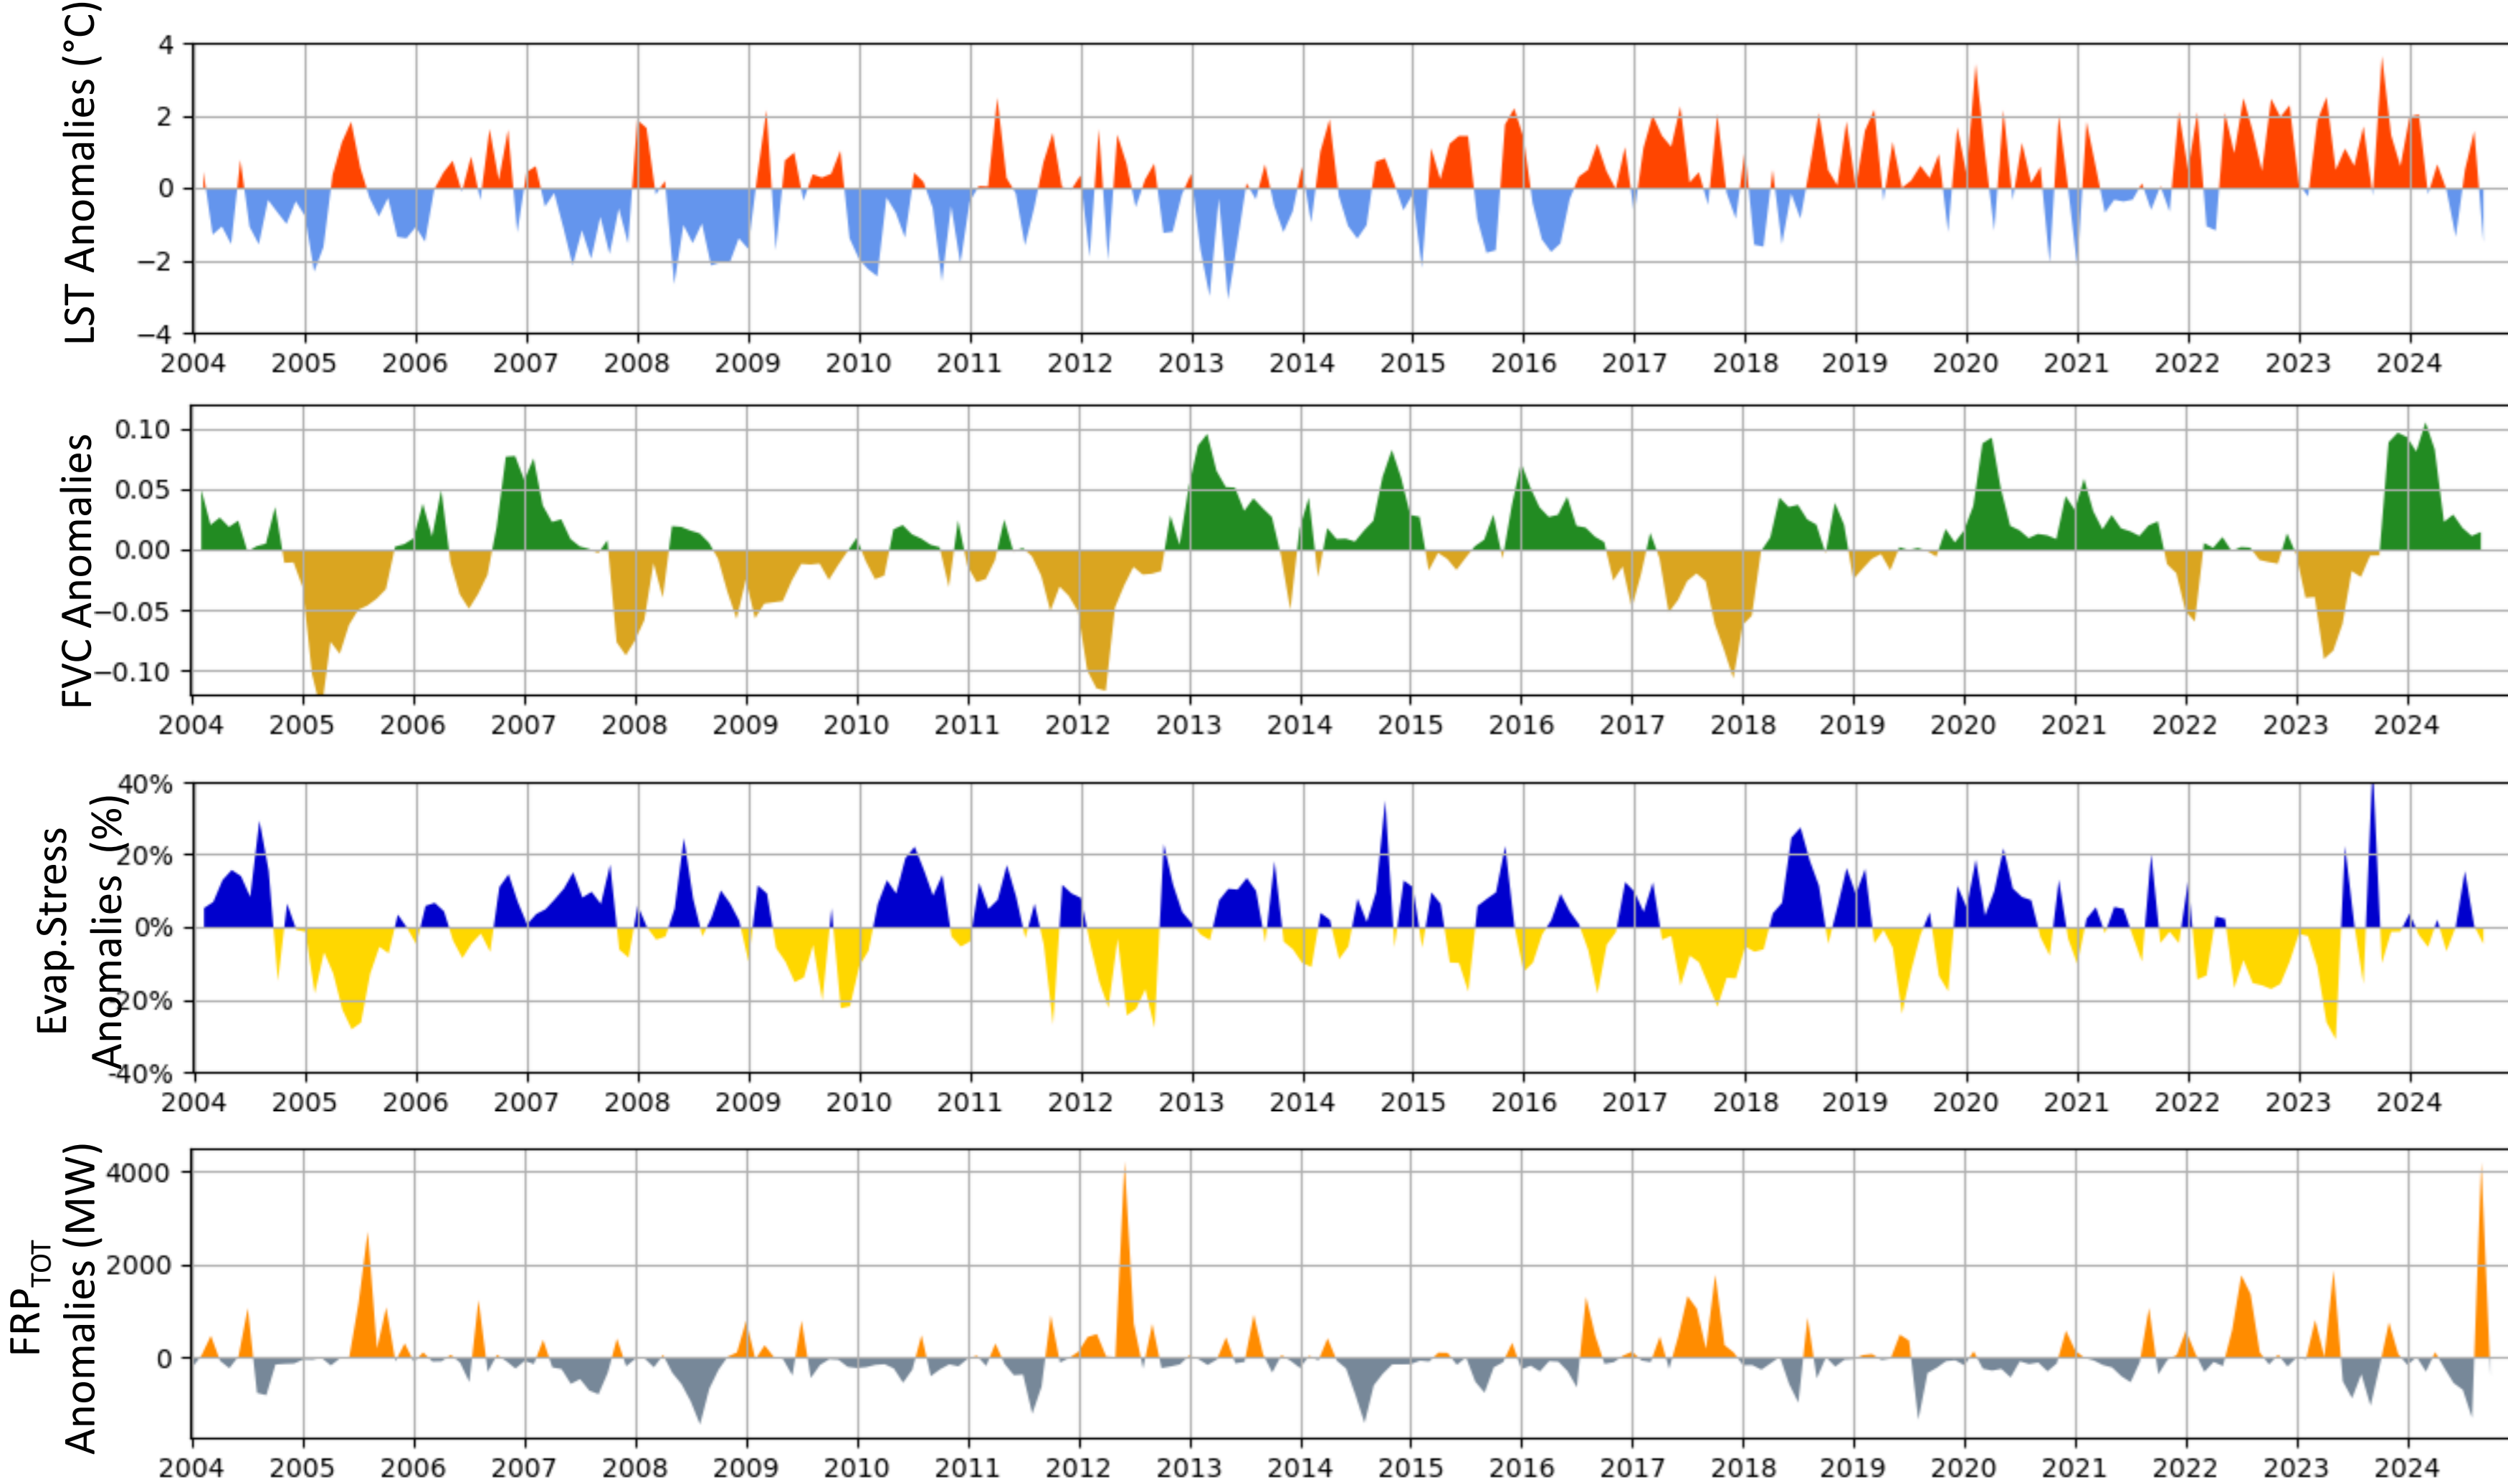 LST Anomalies (°C)
4
2
0
−2
−4
2004 2005 2006 2007 2008 2009 2010 2011 2012 2013 2014 2015 2016 2017 2018 2019 2020 2021 2022 2023 2024
FVC Anomalies
0.10
0.05
0.00
−0.05
−0.10
2004 2005 2006 2007 2008 2009 2010 2011 2012 2013 2014 2015 2016 2017 2018 2019 2020 2021 2022 2023 2024
Evap.Stress
Anomalies (%)
40%
20%
0%
-20%
-40%
2004 2005 2006 2007 2008 2009 2010 2011 2012 2013 2014 2015 2016 2017 2018 2019 2020 2021 2022 2023 2024
FRP TOT
Anomalies (MW)
4000
2000
0
2004 2005 2006 2007 2008 2009 2010 2011 2012 2013 2014 2015 2016 2017 2018 2019 2020 2021 2022 2023 2024